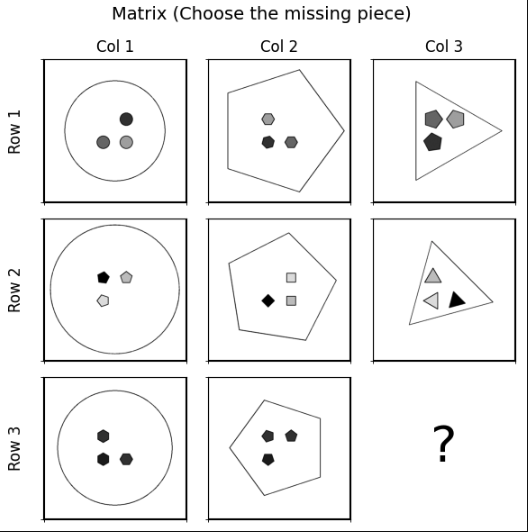 Matrix (Choose the missing piece)
Col 1 Col 2 Col 3
Row 1
Row 2
Row 3
?